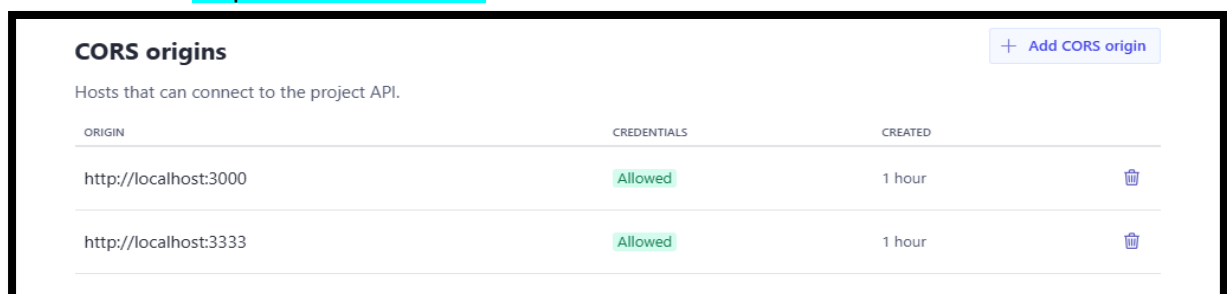 CORS origins
+ Add CORS origin
Hosts that can connect to the project API.
ORIGIN CREDENTIALS CREATED
http://localhost:3000 Allowed 1 hour
http://localhost:3333 Allowed 1 hour